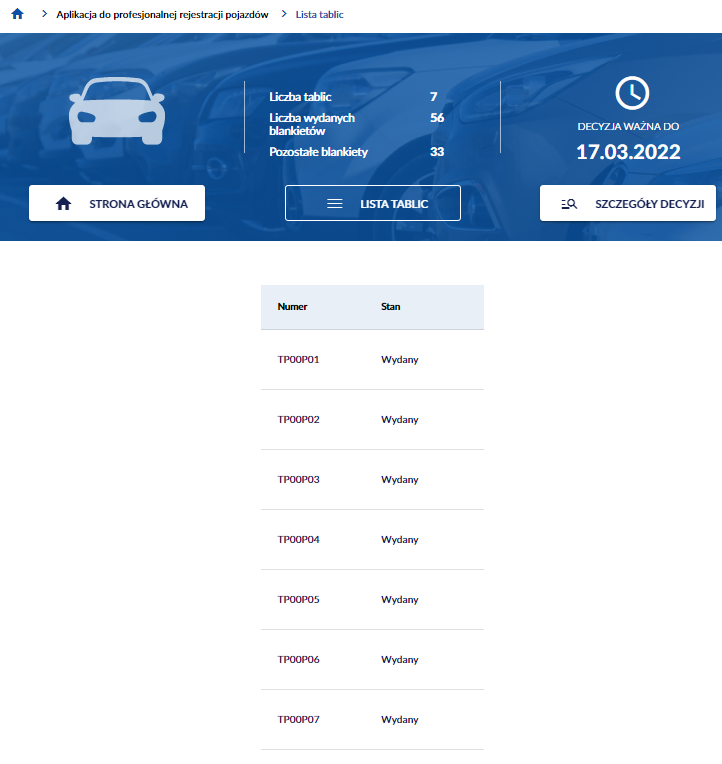 Aplikacja do profesjonalnej rejestracji pojazdów Lista tablic
Liczba tablic 7
Liczba wydanych blankietów 56
Pozostałe blankiety 33
DECYZJA WAŻNA DO
17.03.2022
STRONA GŁÓWNA
LISTA TABLIC
SZCZEGÓŁY DECYZJI
Numer Stan
TP00P01 Wydany
TP00P02 Wydany
TP00P03 Wydany
TP00P04 Wydany
TP00P05 Wydany
TP00P06 Wydany
TP00P07 Wydany